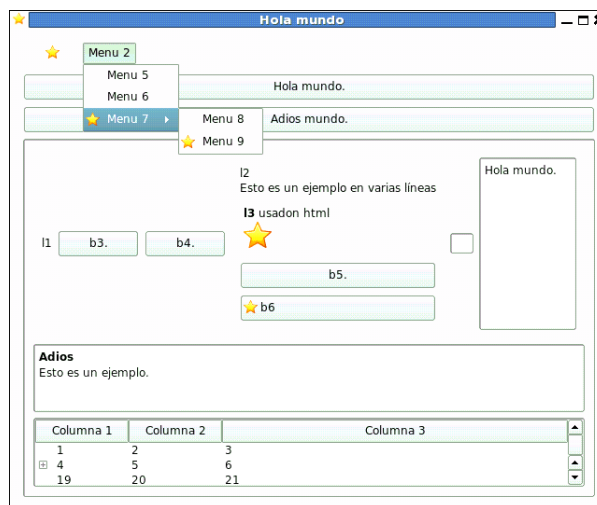 Hola mundo
Menu 2
Menu 5
Menu 6
Menu 7
Menu 8
Menu 9
Hola mundo.
Adios mundo.
l1
b3.
b4.
l2
Esto es un ejemplo en varias líneas
l3 usadon html
b5.
b6
Hola mundo.
Adios
Esto es un ejemplo.
Columna 1 Columna 2 Columna 3
1 2 3
4 5 6
19 20 21